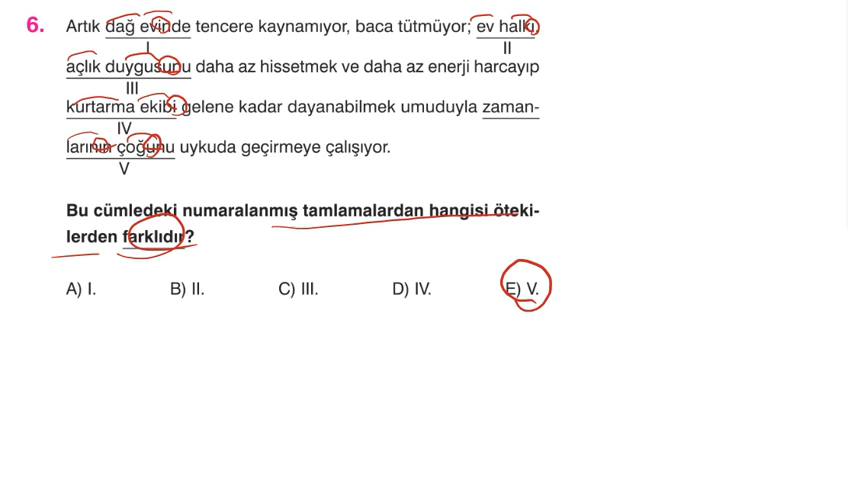 6. Artık dağ evinde tencere kaynamıyor, baca tütmüyor; ev halkı,
I II
açlık duygusunu daha az hissetmek ve daha az enerji harcayıp
III
kurtarma ekibi gelene kadar dayanabilmek umuduyla zaman-
IV
larının çoğunu uykuda geçirmeye çalışıyor.
V
Bu cümledeki numaralanmış tamlamalardan hangisi öteki-
lerden farklıdır?
A) I. B) II. C) III. D) IV. E) V.